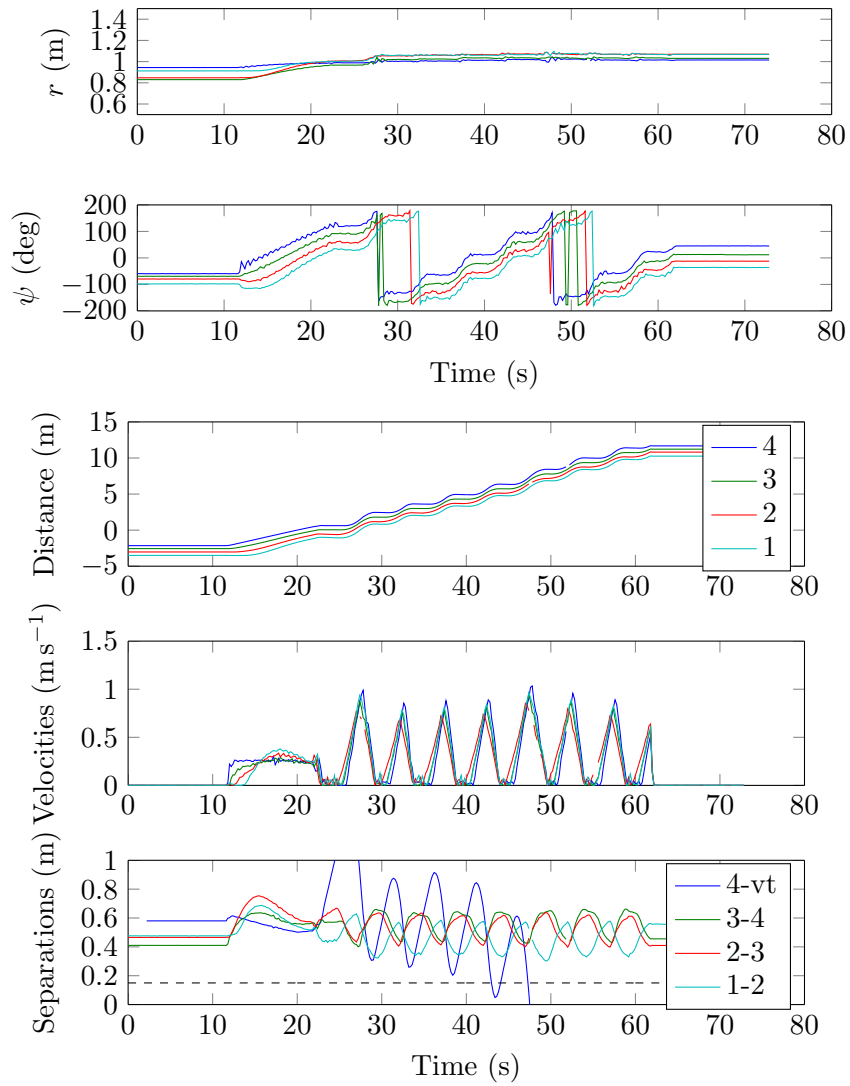 r (m)
1.4
1.2
1
0.8
0.6
0 10 20 30 40 50 60 70 80
ψ (deg)
200
100
0
−100
−200
0 10 20 30 40 50 60 70 80
Time (s)
Distance (m)
15
10
5
0
−5
0 10 20 30 40 50 60 70 80
4
3
2
1
Velocities (m s−1)
1.5
1
0.5
0
0 10 20 30 40 50 60 70 80
Separations (m)
1
0.8
0.6
0.4
0.2
0
0 10 20 30 40 50 60 70 80
4-vt
3-4
2-3
1-2
Time (s)